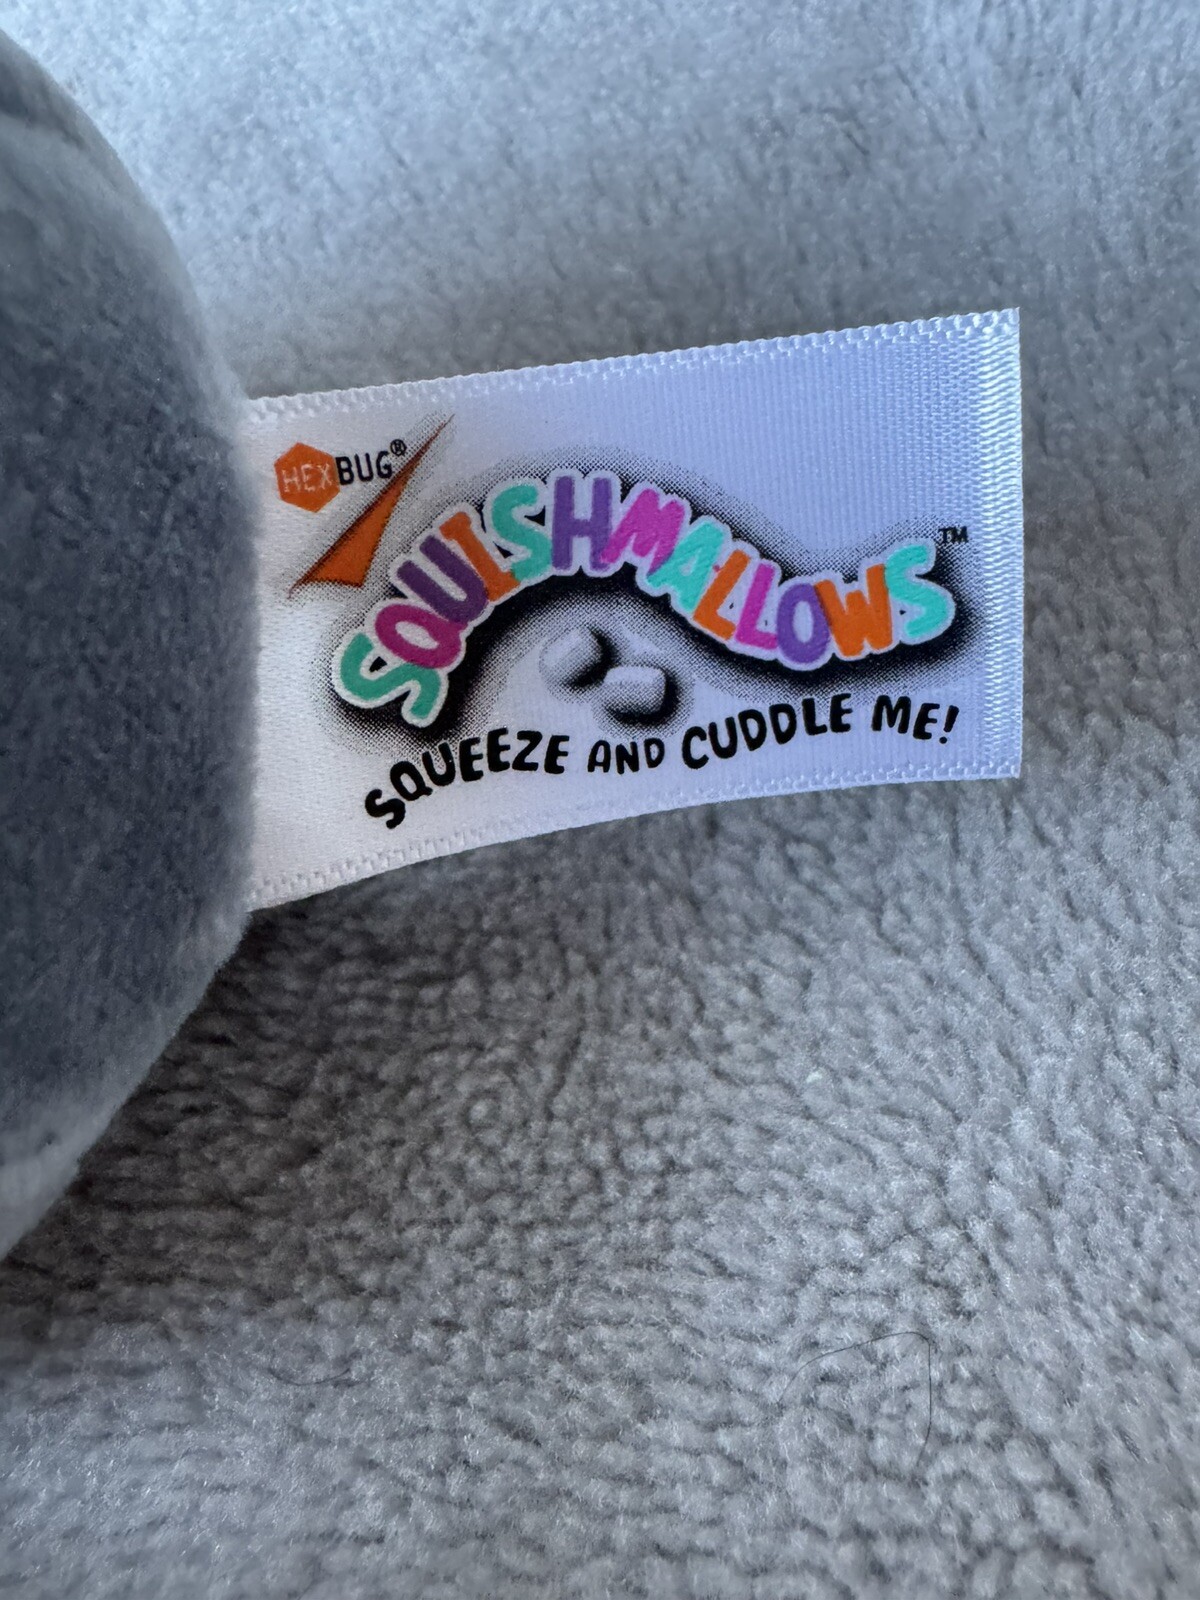 HEXBUG®
SQUISHMALLOWS™
SQUEEZE AND CUDDLE ME!